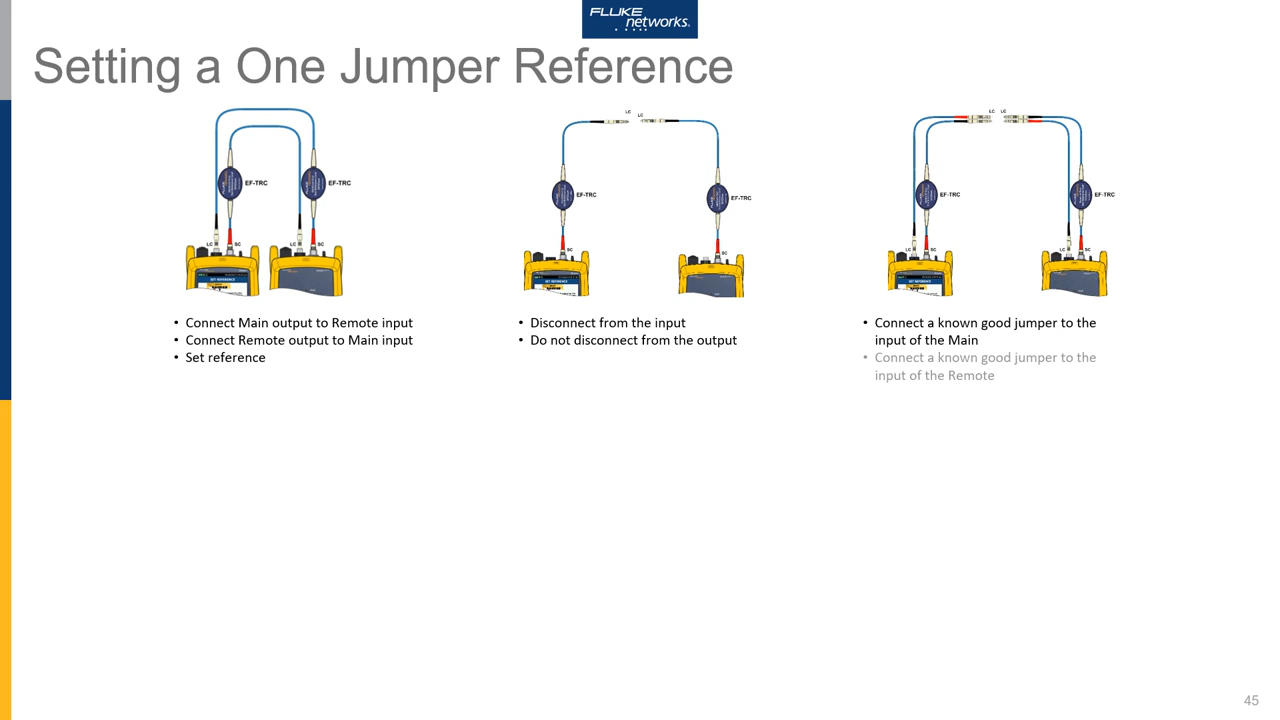 FLUKE
networks®
Setting a One Jumper Reference
LC
LC
LC LC
EF-TRC
EF-TRC
EF-TRC
EF-TRC
EF-TRC
EF-TRC
LC SC
LC SC
SC
SC
LC SC
LC SC
SET REFERENCE
SET REFERENCE
SET REFERENCE
• Connect Main output to Remote input
• Connect Remote output to Main input
• Set reference
• Disconnect from the input
• Do not disconnect from the output
• Connect a known good jumper to the
input of the Main
• Connect a known good jumper to the
input of the Remote
45